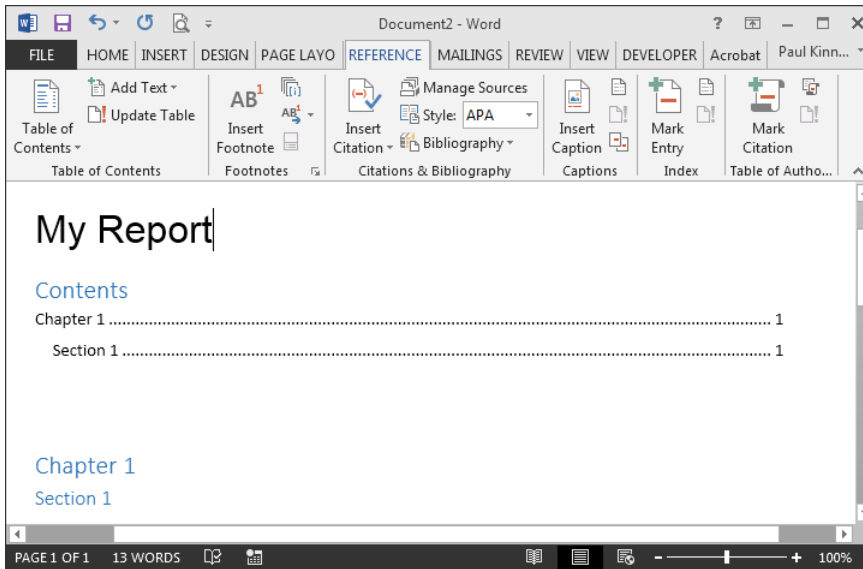 Document2 - Word
FILE HOME INSERT DESIGN PAGE LAYO REFERENCE MAILINGS REVIEW VIEW DEVELOPER Acrobat Paul Kinn...
Add Text
Update Table
Table of
Contents
Table of Contents
AB1
AB1
Insert
Footnote
Footnotes
Insert
Citation
Manage Sources
Style: APA
Bibliography
Citations & Bibliography
Insert
Caption
Captions
Mark
Entry
Index
Mark
Citation
Table of Autho...
My Report
Contents
Chapter 1 ........................................................................ 1
Section 1 ........................................................................ 1
Chapter 1
Section 1
PAGE 1 OF 1 13 WORDS 100%